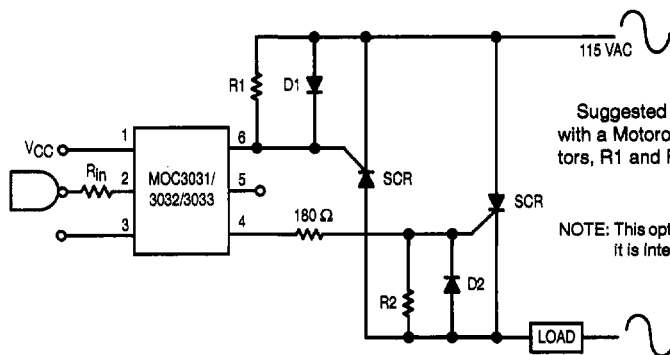 115 VAC
R1
D1
Suggested
with a Motoro
tors, R1 and
VCC
1
6
Rin
2
MOC3031/
3032/3033
5
SCR
SCR
3
4
180 Ω
NOTE: This opt
it is inte
R2
D2
LOAD